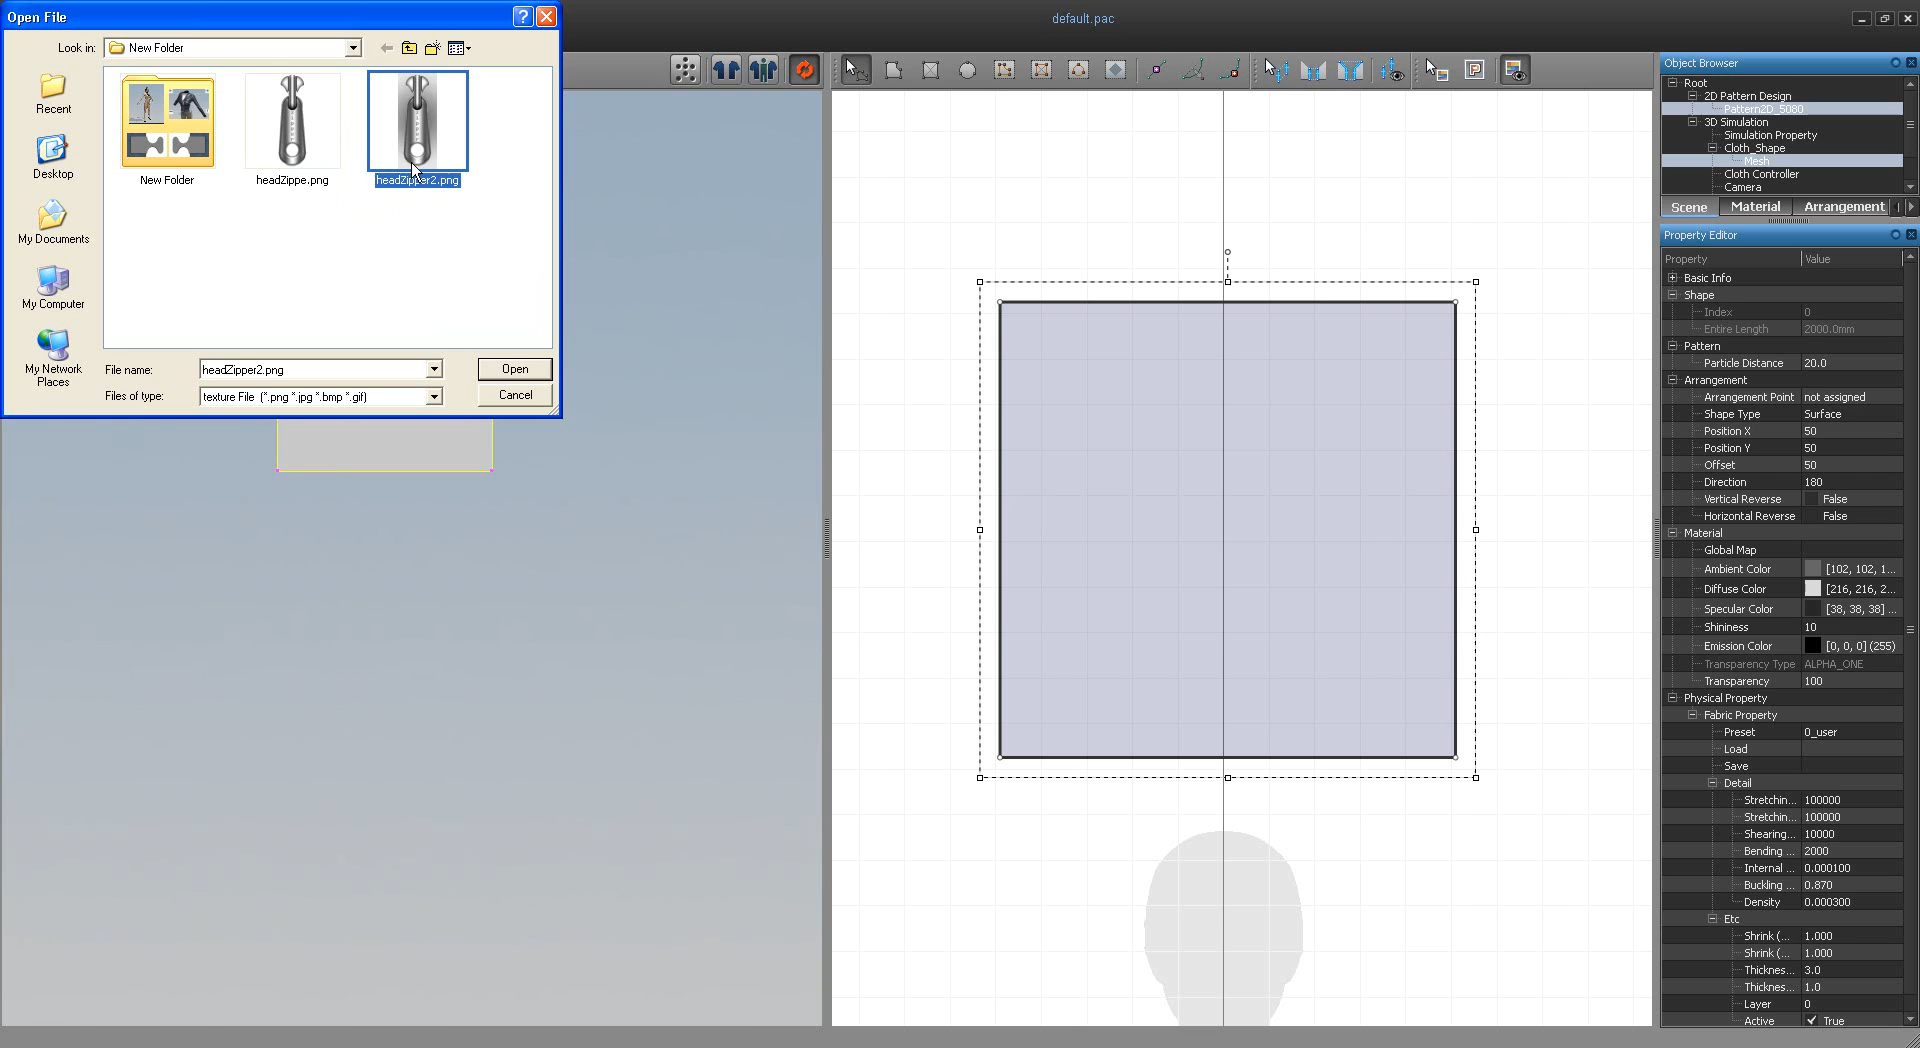 Open File
default.pac
Look in:
New Folder
Recent
Desktop
My Documents
My Computer
My Network
Places
New Folder
headZippe.png
headZipper2.png
File name:
headZipper2.png
Open
Files of type:
texture File (*.png *.jpg *.bmp *.gif)
Cancel
Object Browser
Root
2D Pattern Design
Pattern2D_5080
3D Simulation
Simulation Property
Cloth_Shape
Mesh
Cloth Controller
Camera
Scene Material Arrangement
Property Editor
Property Value
Basic Info
Shape
Index 0
Entire Length 2000.0mm
Pattern
Particle Distance 20.0
Arrangement
Arrangement Point not assigned
Shape Type Surface
Position X 50
Position Y 50
Offset 50
Direction 180
Vertical Reverse False
Horizontal Reverse False
Material
Global Map
Ambient Color [102, 102, 1...
Diffuse Color [216, 216, 2...
Specular Color [38, 38, 38] ...
Shininess 10
Emission Color [0, 0, 0] (255)
Transparency Type ALPHA_ONE
Transparency 100
Physical Property
Fabric Property
Preset 0_user
Load
Save
Detail
Stretchin... 100000
Stretchin... 100000
Shearing... 10000
Bending ... 2000
Internal ... 0.000100
Buckling ... 0.870
Density 0.000300
Etc
Shrink (... 1.000
Shrink (... 1.000
Thicknes... 3.0
Thicknes... 1.0
Layer 0
Active True